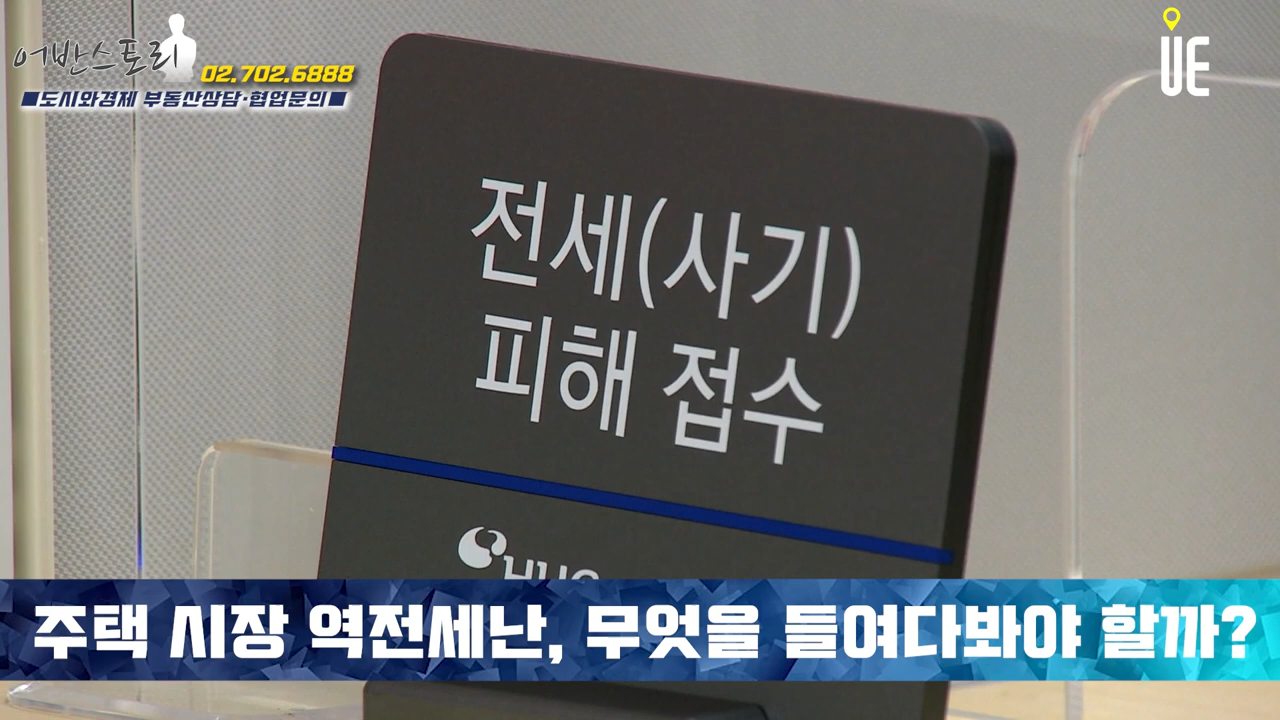 어반스토리
02.702.6888
■도시와경제 부동산상담·협업문의■
UE
전세(사기)
피해 접수
주택 시장 역전세난, 무엇을 들여다봐야 할까?